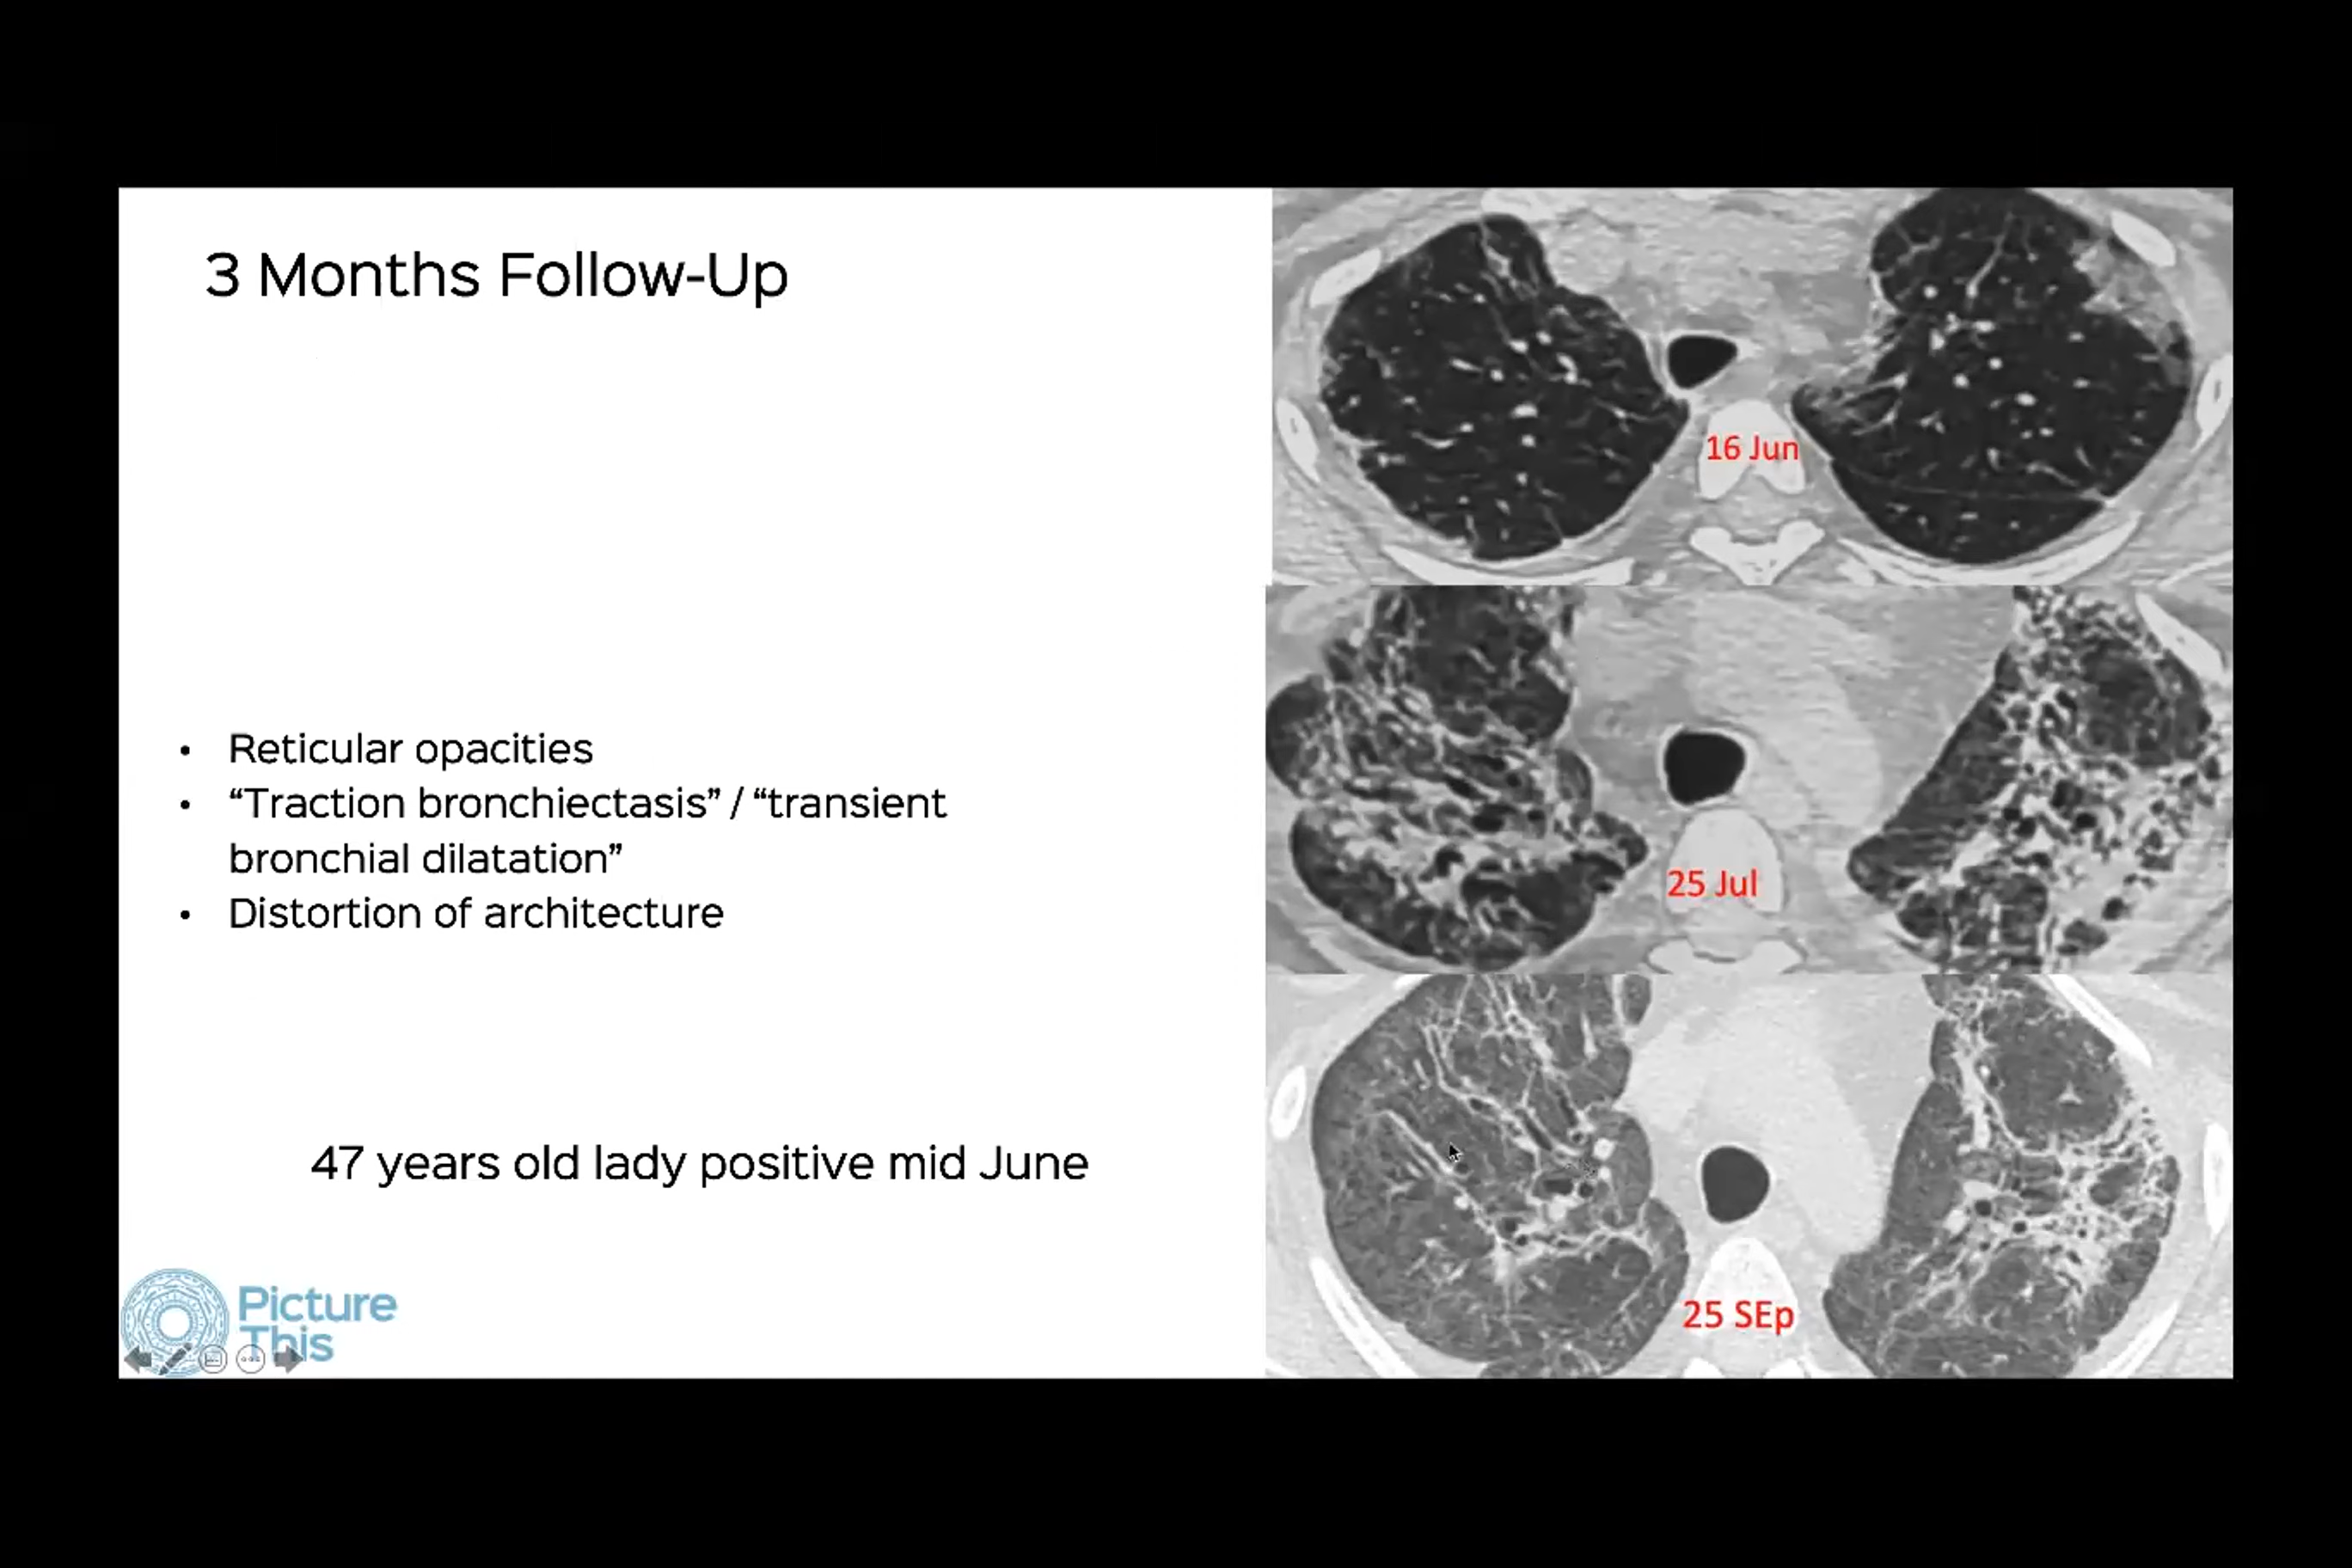 3 Months Follow-Up
16 Jun
• Reticular opacities
• “Traction bronchiectasis” / “transient
bronchial dilatation”
• Distortion of architecture
25 Jul
47 years old lady positive mid June
25 SEp
Picture
This